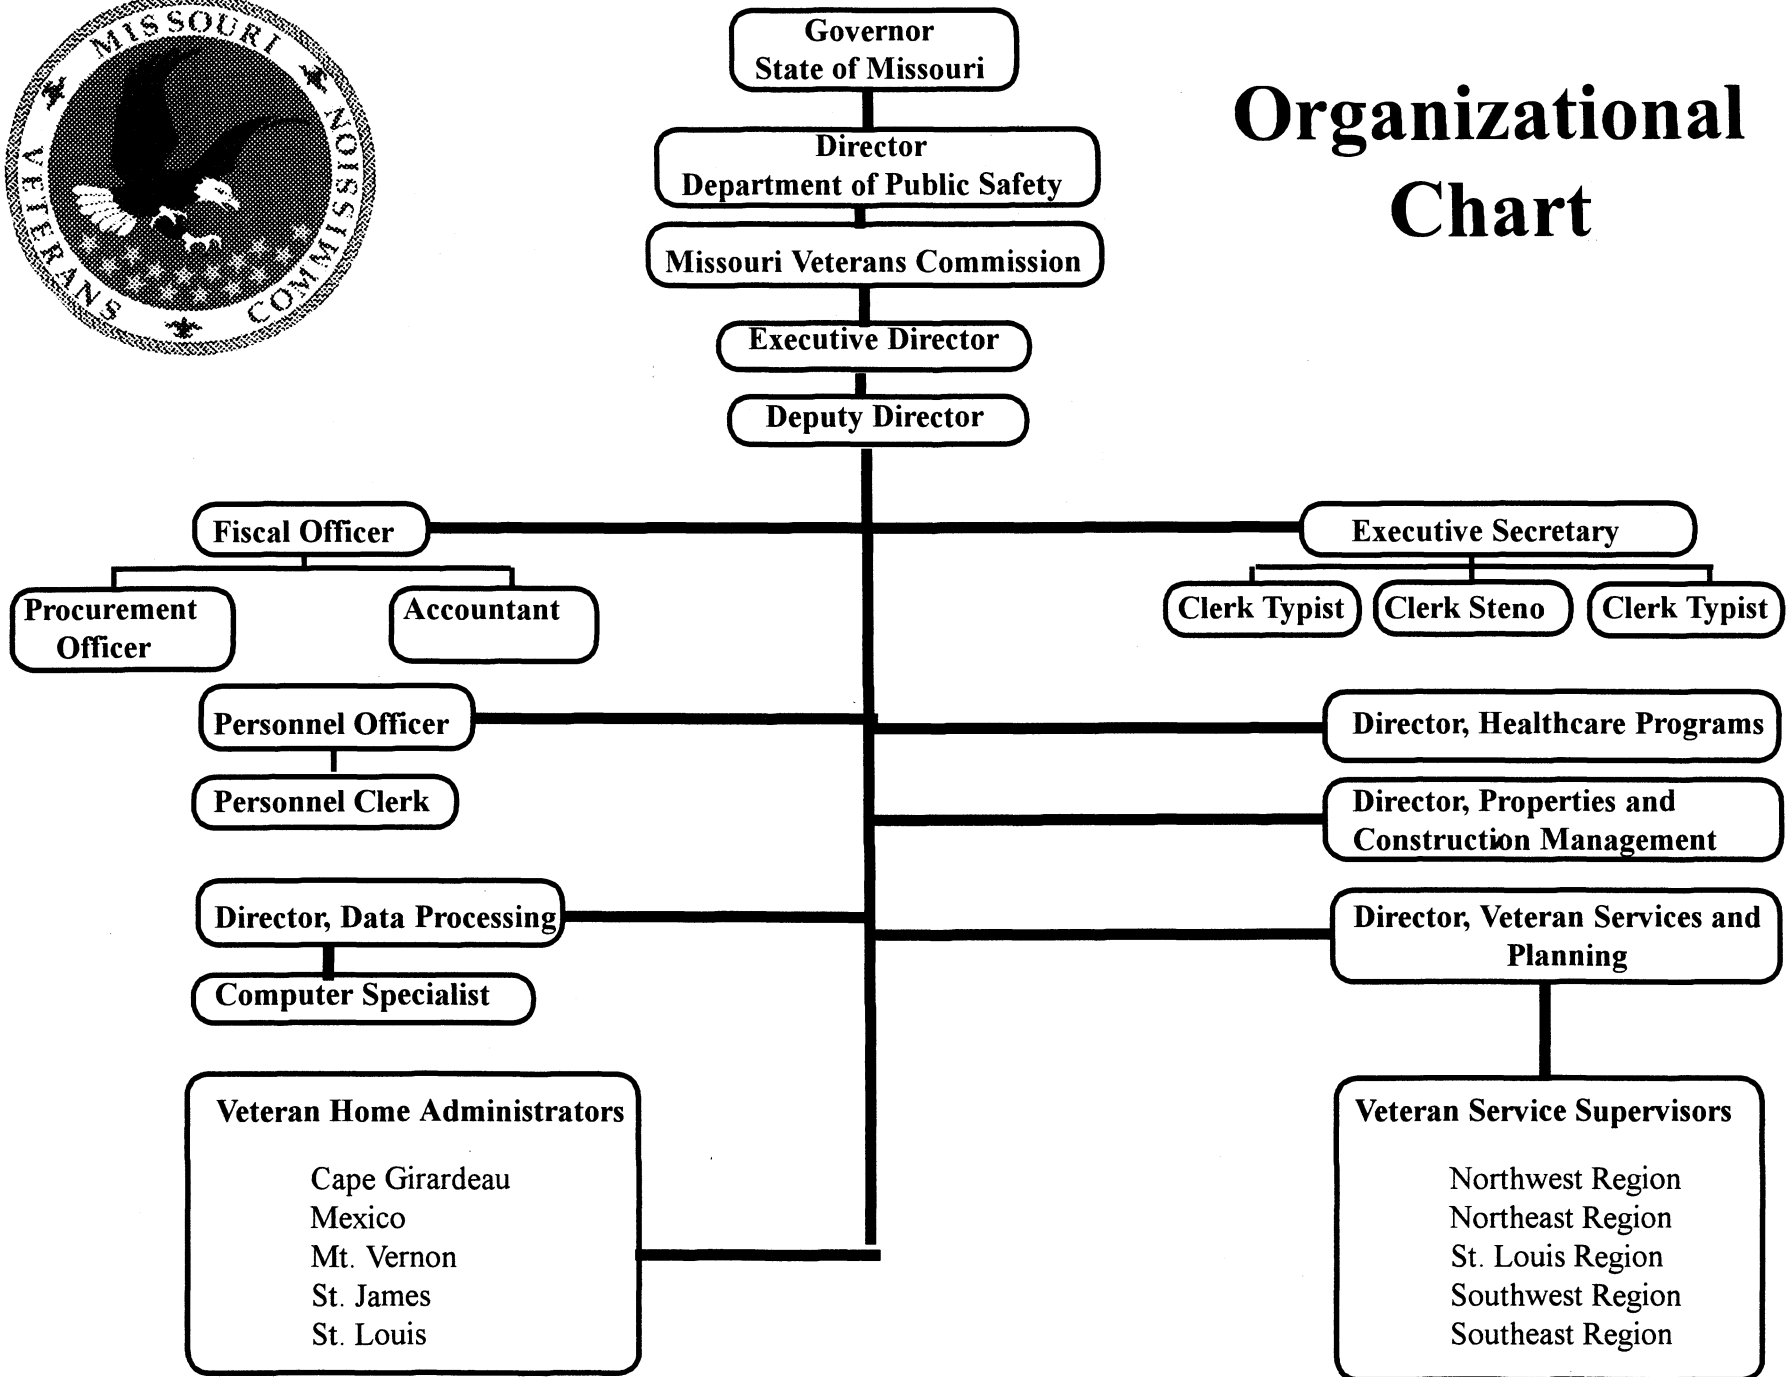 MISSOURI VETERANS COMMISSION
Organizational
Chart
Governor
State of Missouri
Director
Department of Public Safety
Missouri Veterans Commission
Executive Director
Deputy Director
Fiscal Officer
Executive Secretary
Procurement
Officer
Accountant
Clerk Typist
Clerk Steno
Clerk Typist
Personnel Officer
Director, Healthcare Programs
Personnel Clerk
Director, Properties and
Construction Management
Director, Data Processing
Director, Veteran Services and
Planning
Computer Specialist
Veteran Home Administrators
Cape Girardeau
Mexico
Mt. Vernon
St. James
St. Louis
Veteran Service Supervisors
Northwest Region
Northeast Region
St. Louis Region
Southwest Region
Southeast Region